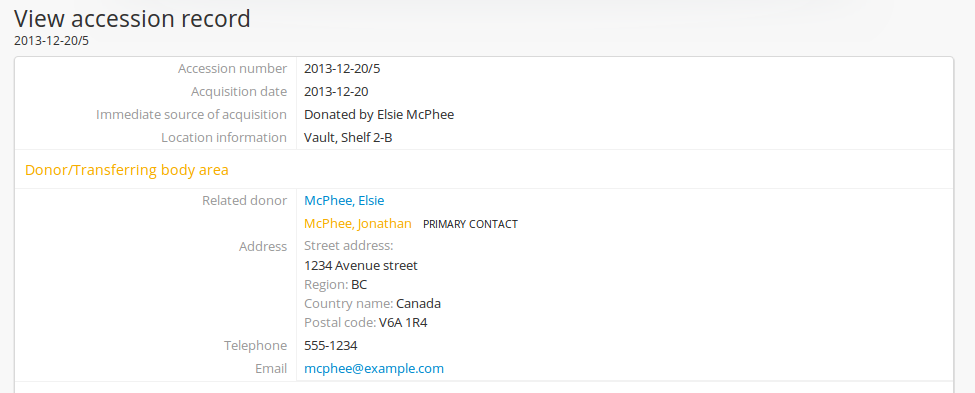 View accession record
2013-12-20/5
Accession number 2013-12-20/5
Acquisition date 2013-12-20
Immediate source of acquisition Donated by Elsie McPhee
Location information Vault, Shelf 2-B
Donor/Transferring body area
Related donor McPhee, Elsie
McPhee, Jonathan PRIMARY CONTACT
Address Street address:
1234 Avenue street
Region: BC
Country name: Canada
Postal code: V6A 1R4
Telephone 555-1234
Email mcphee@example.com